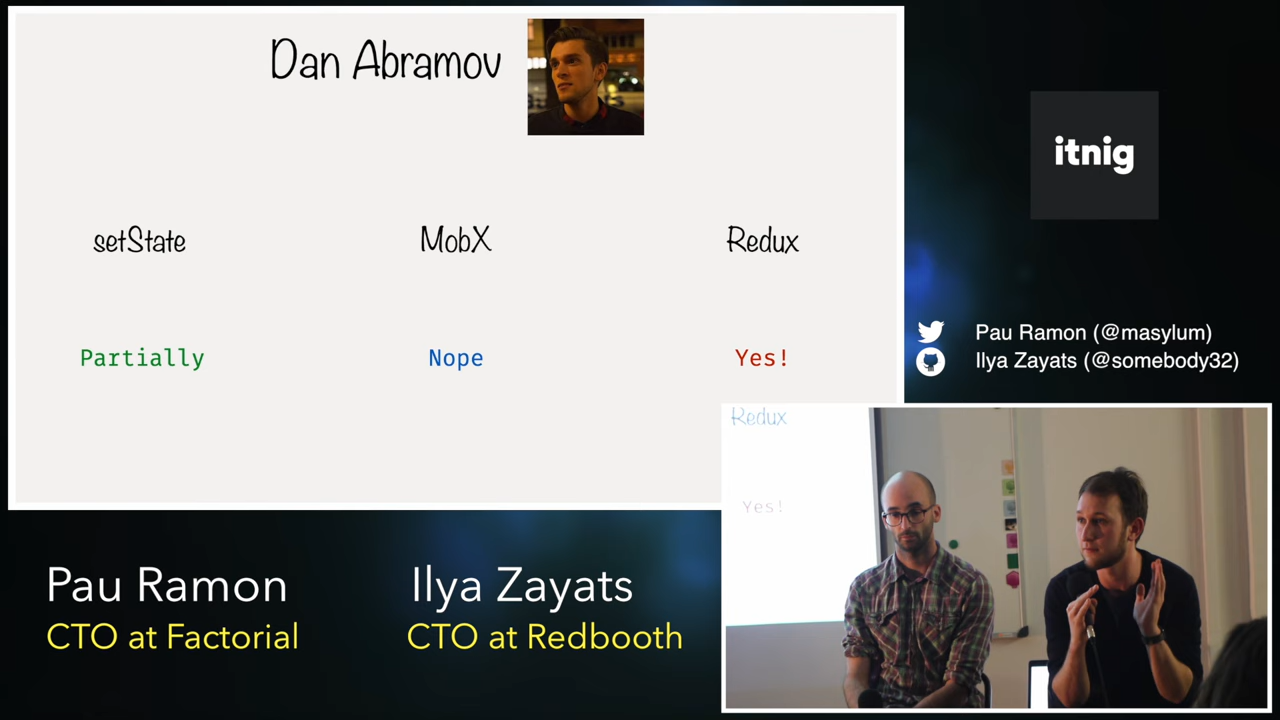 Dan Abramov
setState MobX Redux
Partially Nope Yes!
itnig
Pau Ramon (@masylum)
Ilya Zayats (@somebody32)
Redux
Yes!
Pau Ramon Ilya Zayats
CTO at Factorial CTO at Redbooth